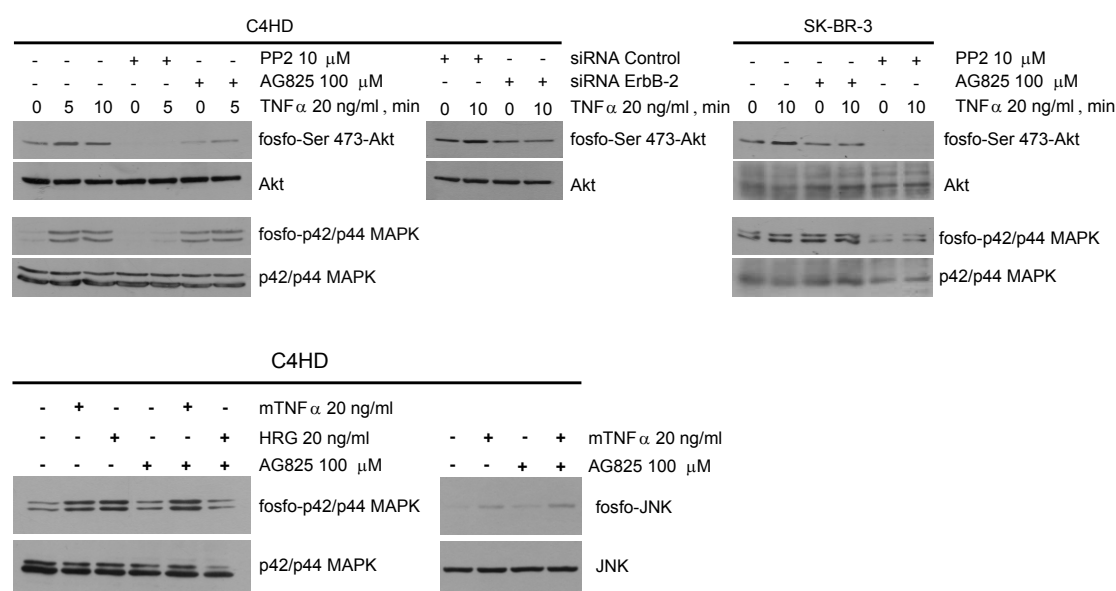 C4HD
- - - + + - - PP2 10 μM
- - - - - + + AG825 100 μM
0 5 10 0 5 0 5 TNFα 20 ng/ml , min
fosfo-Ser 473-Akt
Akt
fosfo-p42/p44 MAPK
p42/p44 MAPK
+ + - - siRNA Control
- - + + siRNA ErbB-2
0 10 0 10 TNFα 20 ng/ml , min
fosfo-Ser 473-Akt
Akt
SK-BR-3
- - - - + + PP2 10 μM
- - + + - - AG825 100 μM
0 10 0 10 0 10 TNFα 20 ng/ml , min
fosfo-Ser 473-Akt
Akt
fosfo-p42/p44 MAPK
p42/p44 MAPK
C4HD
- + - - + - mTNFα 20 ng/ml
- - + - - + HRG 20 ng/ml
- - - + + + AG825 100 μM
fosfo-p42/p44 MAPK
p42/p44 MAPK
- + - + mTNFα 20 ng/ml
- - + + AG825 100 μM
fosfo-JNK
JNK